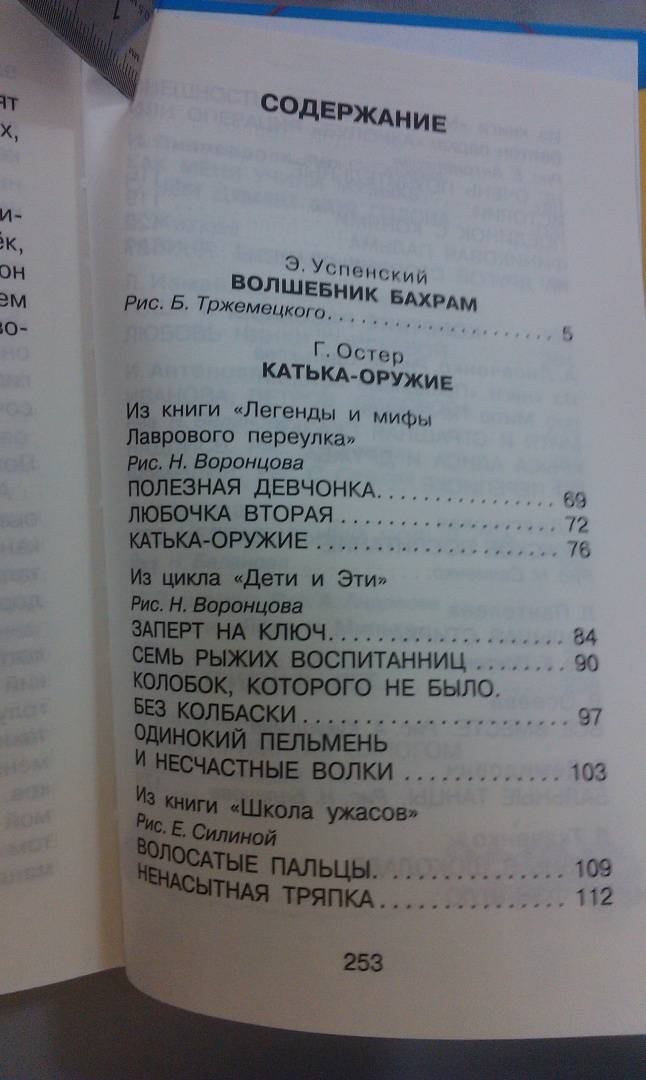 СОДЕРЖАНИЕ
Э. Успенский
ВОЛШЕБНИК БАХРАМ
Рис. Б. Тржемецкого. . . . . . . . . . . . . . . . . . . . . 5
Г. Остер
КАТЬКА-ОРУЖИЕ
Из книги «Легенды и мифы
Лаврового переулка»
Рис. Н. Воронцова
ПОЛЕЗНАЯ ДЕВЧОНКА. . . . . . . . . . . . . . . 69
ЛЮБОЧКА ВТОРАЯ . . . . . . . . . . . . . . . . . . 72
КАТЬКА-ОРУЖИЕ . . . . . . . . . . . . . . . . . . . . 76
Из цикла «Дети и Эти»
Рис. Н. Воронцова
ЗАПЕРТ НА КЛЮЧ. . . . . . . . . . . . . . . . . . . 84
СЕМЬ РЫЖИХ ВОСПИТАННИЦ . . . . . . . . 90
КОЛОБОК, КОТОРОГО НЕ БЫЛО.
БЕЗ КОЛБАСКИ . . . . . . . . . . . . . . . . . . . . . 97
ОДИНОКИЙ ПЕЛЬМЕНЬ
И НЕСЧАСТНЫЕ ВОЛКИ . . . . . . . . . . . . 103
Из книги «Школа ужасов»
Рис. Е. Силиной
ВОЛОСАТЫЕ ПАЛЬЦЫ. . . . . . . . . . . . . . . 109
НЕНАСЫТНАЯ ТРЯПКА . . . . . . . . . . . . . . 112
253